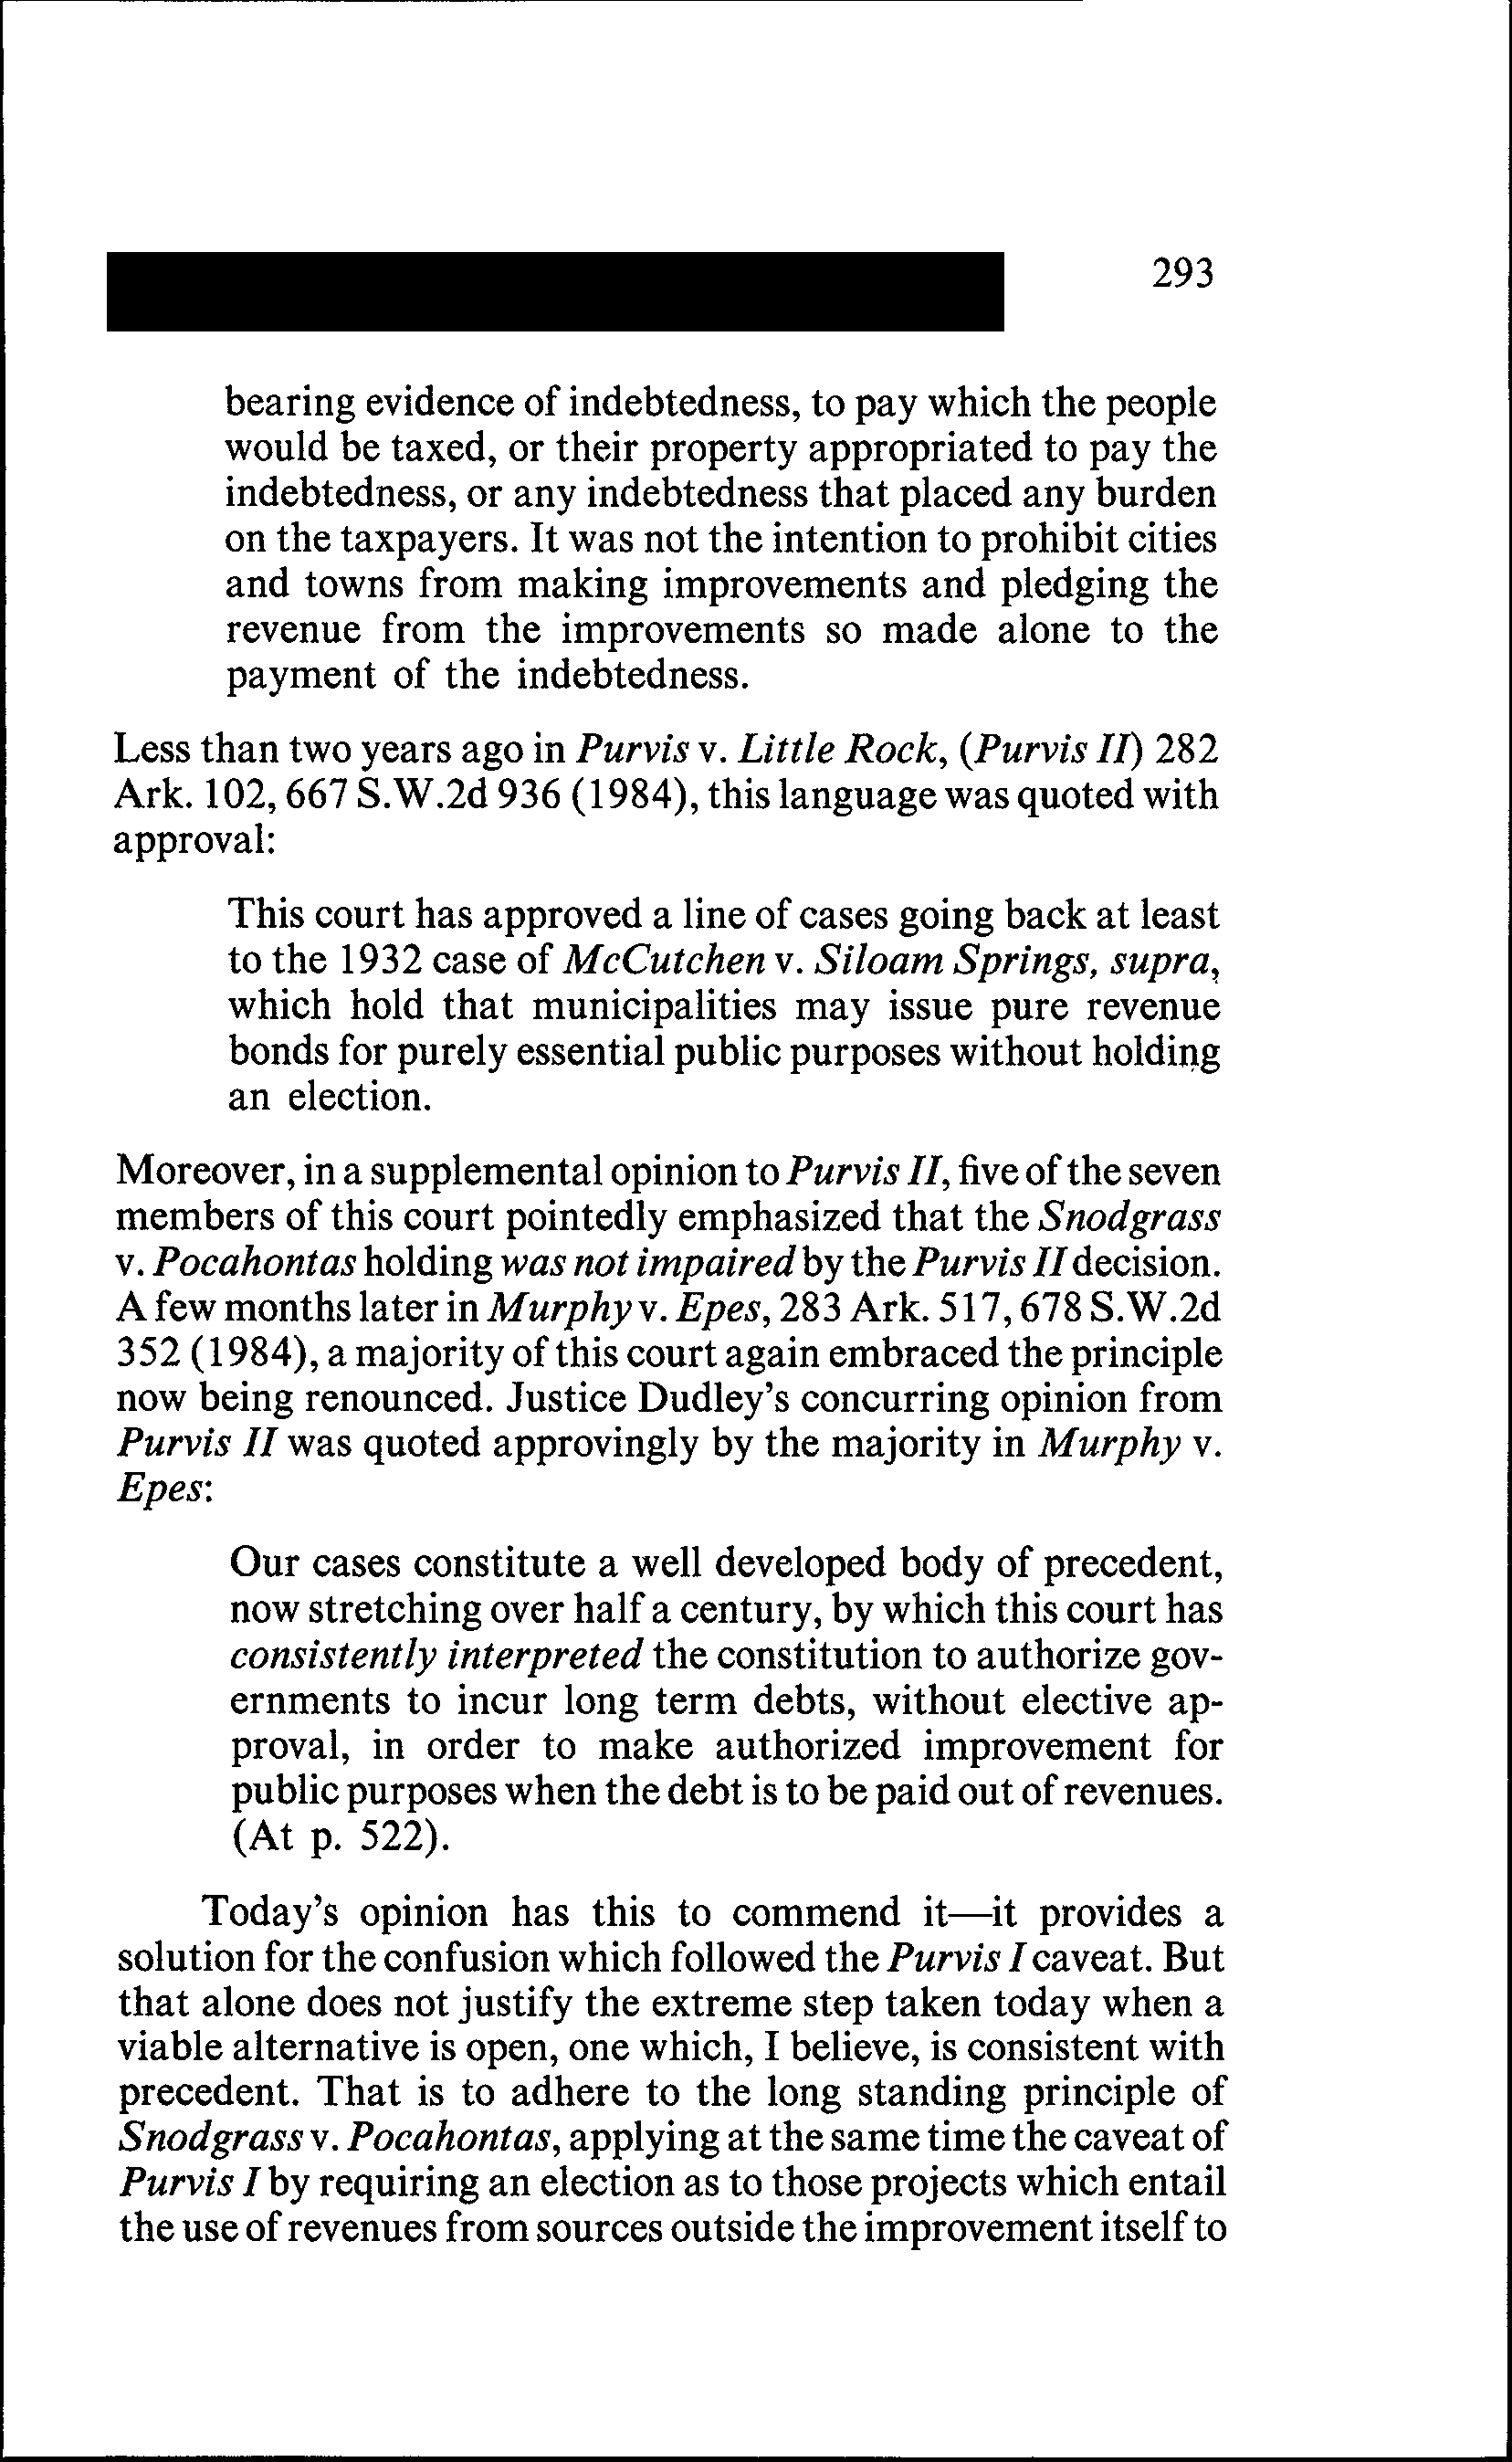 293
bearing evidence of indebtedness, to pay which the people
would be taxed, or their property appropriated to pay the
indebtedness, or any indebtedness that placed any burden
on the taxpayers. It was not the intention to prohibit cities
and towns from making improvements and pledging the
revenue from the improvements so made alone to the
payment of the indebtedness.
Less than two years ago in Purvis v. Little Rock, (Purvis II) 282
Ark. 102, 667 S.W.2d 936 (1984), this language was quoted with
approval:
This court has approved a line of cases going back at least
to the 1932 case of McCutchen v. Siloam Springs, supra,
which hold that municipalities may issue pure revenue
bonds for purely essential public purposes without holding
an election.
Moreover, in a supplemental opinion to Purvis II, five of the seven
members of this court pointedly emphasized that the Snodgrass
v. Pocahontas holding was not impaired by the Purvis II decision.
A few months later in Murphy v. Epes, 283 Ark. 517, 678 S.W.2d
352 (1984), a majority of this court again embraced the principle
now being renounced. Justice Dudley's concurring opinion from
Purvis II was quoted approvingly by the majority in Murphy v.
Epes:
Our cases constitute a well developed body of precedent,
now stretching over half a century, by which this court has
consistently interpreted the constitution to authorize gov-
ernments to incur long term debts, without elective ap-
proval, in order to make authorized improvement for
public purposes when the debt is to be paid out of revenues.
(At p. 522).
Today's opinion has this to commend it—it provides a
solution for the confusion which followed the Purvis I caveat. But
that alone does not justify the extreme step taken today when a
viable alternative is open, one which, I believe, is consistent with
precedent. That is to adhere to the long standing principle of
Snodgrass v. Pocahontas, applying at the same time the caveat of
Purvis I by requiring an election as to those projects which entail
the use of revenues from sources outside the improvement itself to